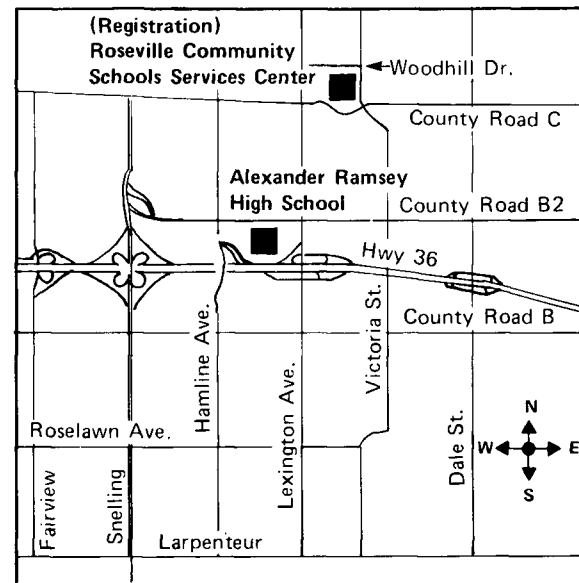 (Registration)
Roseville Community
Schools Services Center
Woodhill Dr.
County Road C
Alexander Ramsey
High School
County Road B2
Hwy 36
County Road B
Hamline Ave.
Victoria St.
Lexington Ave.
Roselawn Ave.
Dale St.
N
W
E
S
Fairview
Snelling
Larpenteur